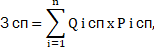 З сп = n ∑ i=1 Q i сп x P i сп,